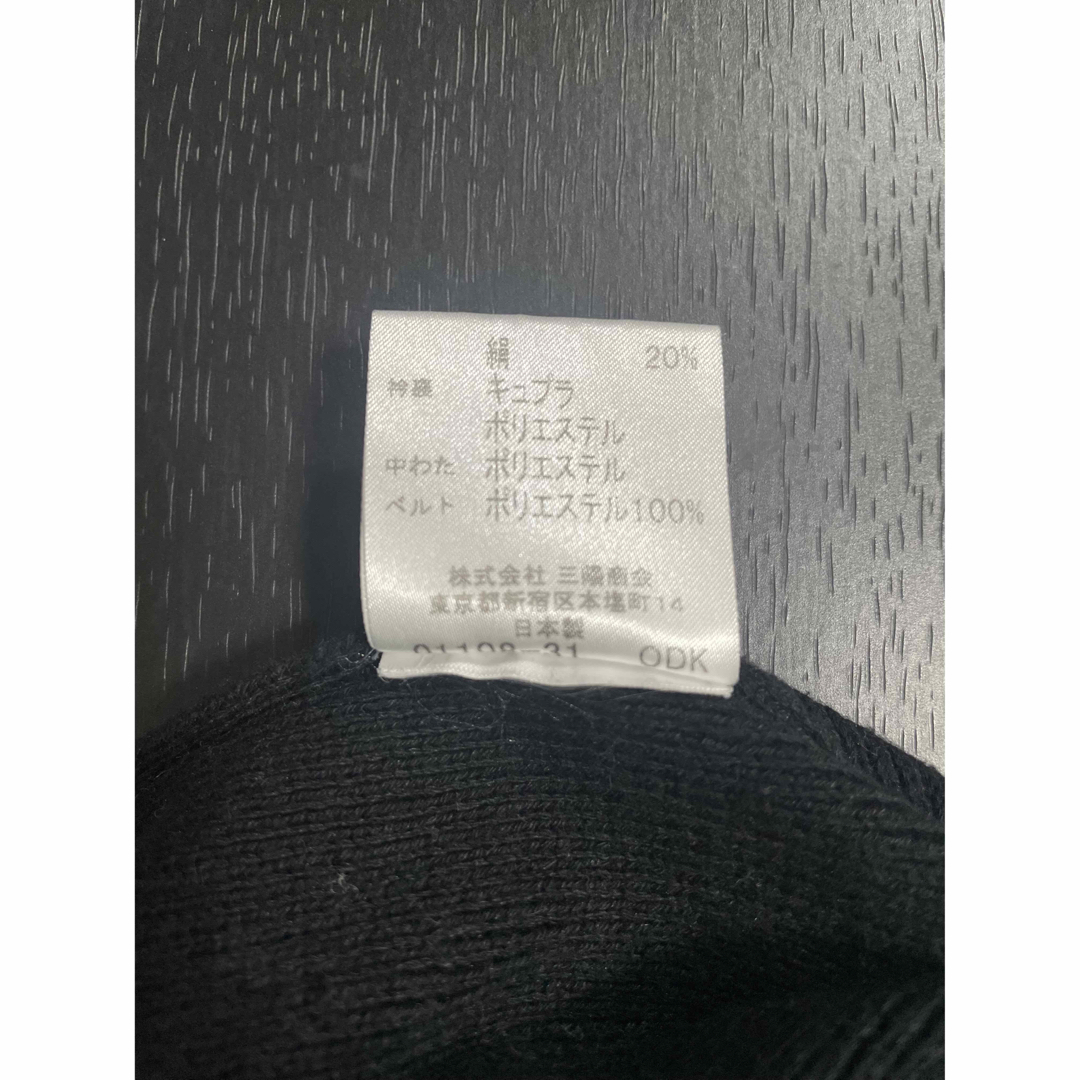 絹 20%
衿裏 キュプラ
ポリエステル
中わた ポリエステル
ベルト ポリエステル100%
株式会社 三陽商会
東京都新宿区本塩町14
日本製
ODK